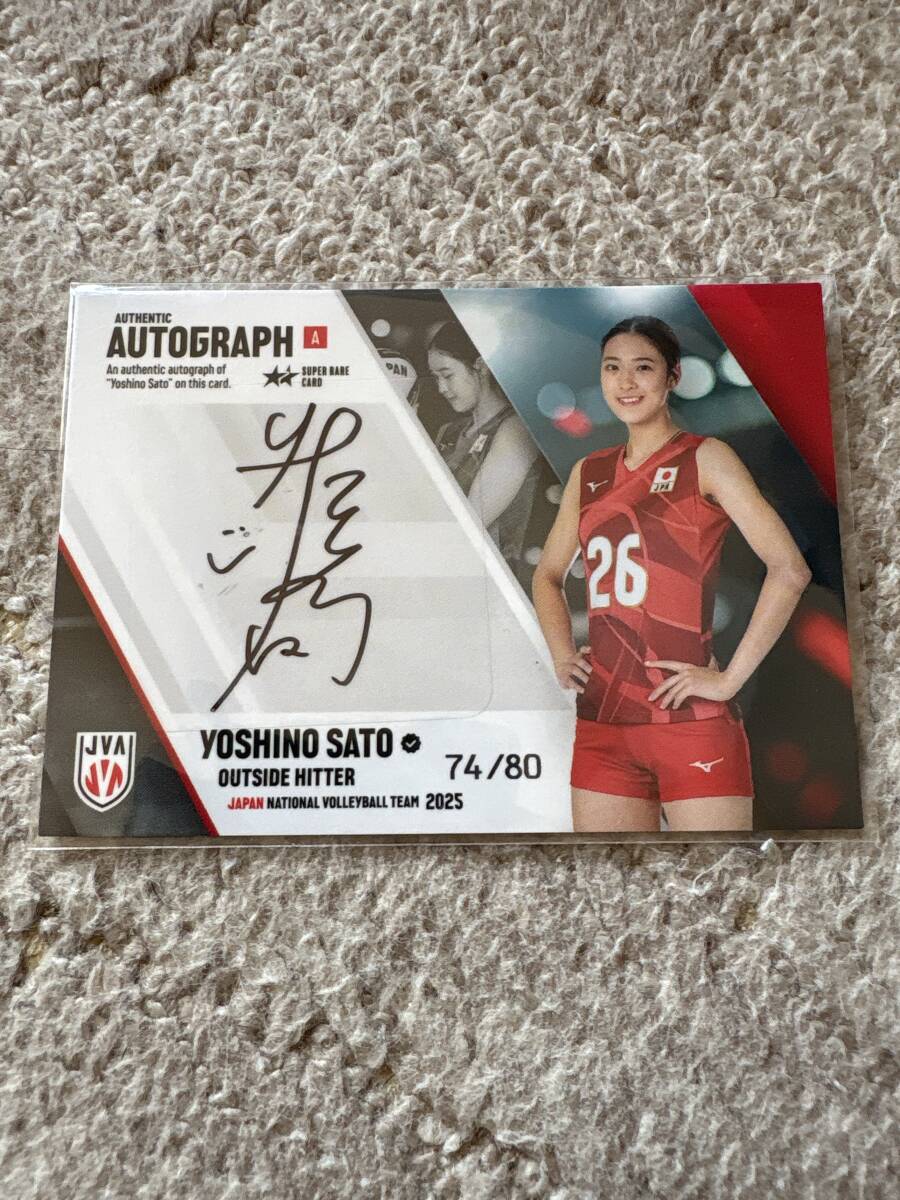 AUTHENTIC
AUTOGRAPH A
An authentic autograph of
"Yoshino Sato" on this card.
SUPER RARE
CARD
PAN
JPN
26
JVA
YOSHINO SATO
74/80
OUTSIDE HITTER
JAPAN NATIONAL VOLLEYBALL TEAM 2025